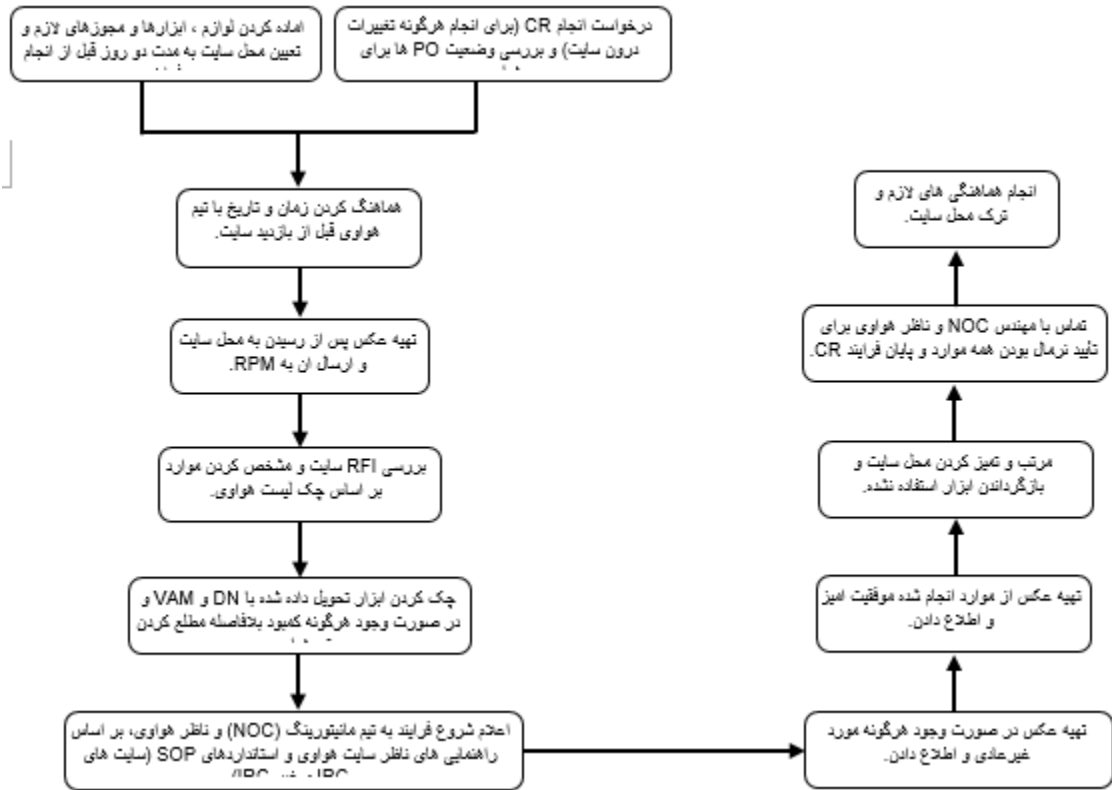 درخواست انجام CR (برای انجام هرگونه تغییرات
درون سایت) و بررسی وضعیت PO ها برای
اماده کردن لوازم ، ابزارها و مجوزهای لازم و
تعیین محل سایت به مدت دو روز قبل از انجام
هماهنگ کردن زمان و تاریخ با تیم
هواوی قبل از بازدید سایت.
تهیه عکس پس از رسیدن به محل سایت
و ارسال ان به RPM.
بررسی RFI سایت و مشخص کردن موارد
بر اساس چک لیست هواوی.
چک کردن ابزار تحویل داده شده با DN و VAM و
در صورت وجود هرگونه کمبود بلافاصله مطلع کردن
اعلام شروع فرایند به تیم مانیتورینگ (NOC) و ناظر هواوی، بر اساس
راهنمایی های ناظر سایت هواوی و استانداردهای SOP (سایت های
تهیه عکس در صورت وجود هرگونه مورد
غیرعادی و اطلاع دادن.
تهیه عکس از موارد انجام شده موفقیت امیز
و اطلاع دادن.
مرتب و تمیز کردن محل سایت و
بازگرداندن ابزار استفاده نشده.
تماس با مهندس NOC و ناظر هواوی برای
تأیید نرمال بودن همه موارد و پایان فرایند CR.
انجام هماهنگی های لازم و
ترک محل سایت.